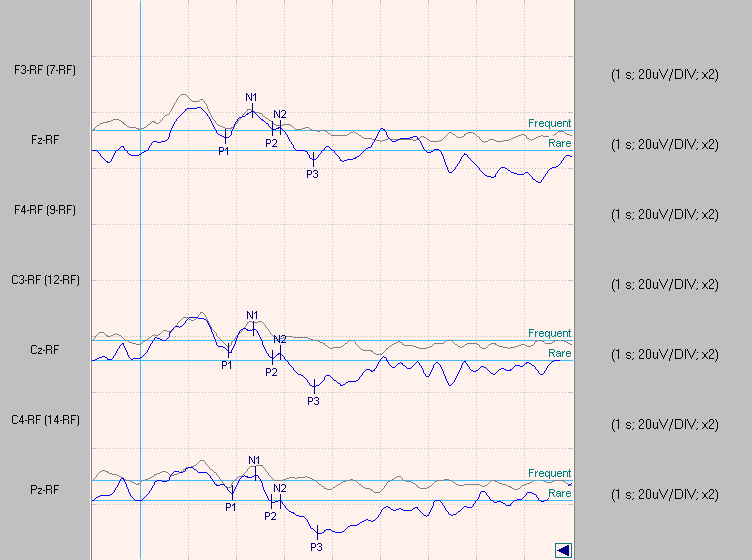 F3-RF (7-RF) (1 s; 20uV/DIV; x2)
N1
N2
Frequent
Fz-RF P1 P2 Rare (1 s; 20uV/DIV; x2)
P3
F4-RF (9-RF) (1 s; 20uV/DIV; x2)
C3-RF (12-RF) (1 s; 20uV/DIV; x2)
N1
Frequent
N2
Cz-RF Rare (1 s; 20uV/DIV; x2)
P1 P2
P3
C4-RF (14-RF) (1 s; 20uV/DIV; x2)
N1
Frequent
Pz-RF N2 Rare (1 s; 20uV/DIV; x2)
P1 P2
P3